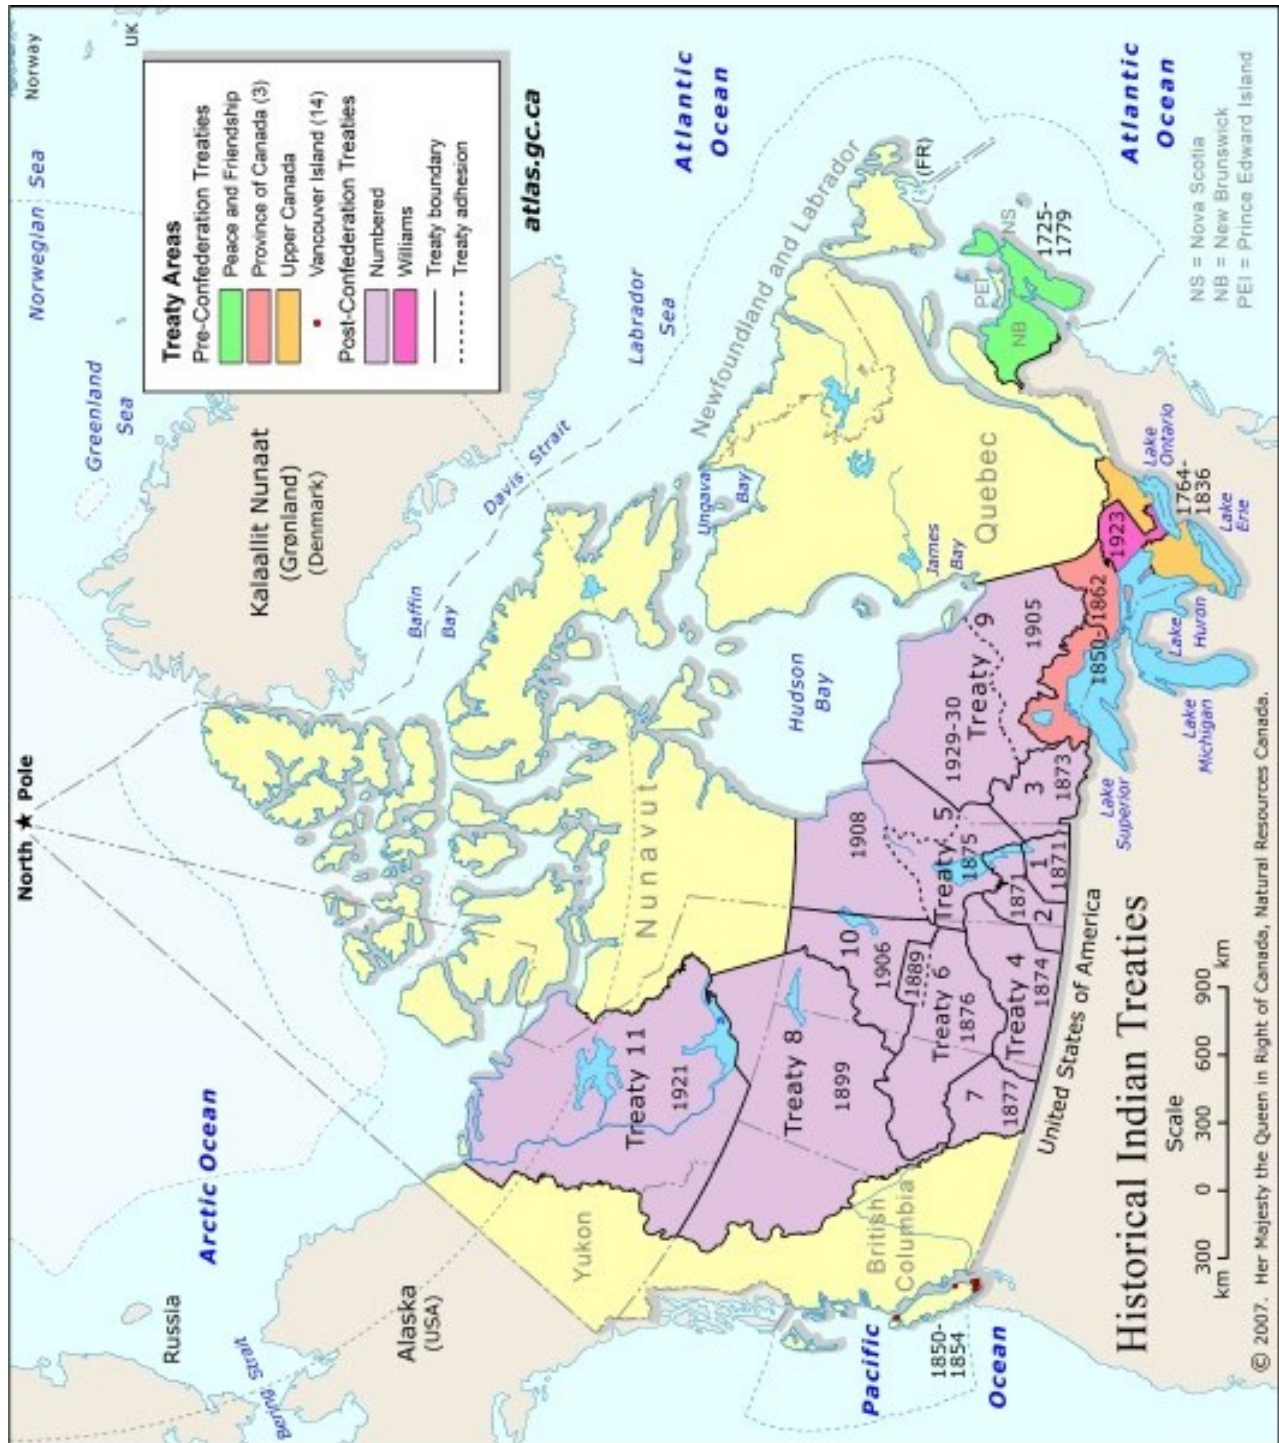 North ★ Pole
Norway
UK
Norwegian Sea
Greenland
Sea
Kalaallit Nunaat
(Grønland)
(Denmark)
Russia
Arctic Ocean
Bering Strait
Alaska
(USA)
Baffin
Bay
Davis Strait
Labrador
Sea
Atlantic
Ocean
Treaty Areas
Pre-Confederation Treaties
Peace and Friendship
Province of Canada (3)
Upper Canada
Vancouver Island (14)
Post-Confederation Treaties
Numbered
Williams
Treaty boundary
Treaty adhesion
atlas.gc.ca
Yukon
Nunavut
Treaty 11
1921
Treaty 8
1899
British
Columbia
Pacific
Ocean
1850-
1854
10
1906
1889
Treaty 6
1876
Treaty 4
1874
7
1877
1908
Treaty 5
1875
1871
2
1
1871
3
1873
1929-30
Treaty 9
1905
1850-1862
1923
1764-
1836
Hudson
Bay
James
Bay
Ungava
Bay
Quebec
Newfoundland and Labrador
(FR)
PEI
NB
NS
1725-
1779
Atlantic
Ocean
Lake
Superior
Lake
Michigan
Lake
Huron
Lake
Erie
Lake
Ontario
United States of America
NS = Nova Scotia
NB = New Brunswick
PEI = Prince Edward Island
Historical Indian Treaties
Scale
300 0 300 600 900
km km
© 2007. Her Majesty the Queen in Right of Canada, Natural Resources Canada.